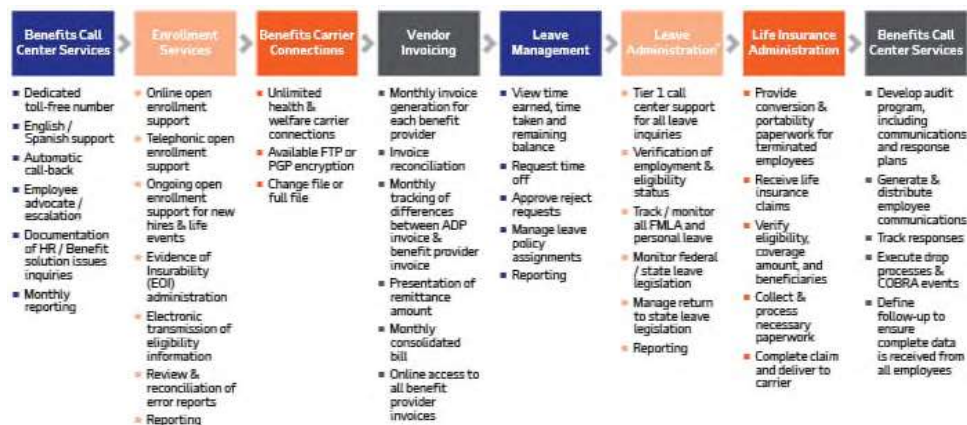 Benefits Call
Center Services
Dedicated
toll-free number
English /
Spanish support
Automatic
call-back
Employee
advocate /
escalation
Documentation
of HR / Benefit
solution issues
inquiries
Monthly
reporting
Enrollment
Services
Online open
enrollment
support
Telephonic open
enrollment
support
Ongoing open
enrollment
support for new
hires & life
events
Evidence of
Insurability
(EOI)
administration
Electronic
transmission of
eligibility
information
Review &
reconciliation of
error reports
Reporting
Benefits Carrier
Connections
Unlimited
health &
welfare carrier
connections
Available FTP or
PGP encryption
Change file or
full file
Vendor
Invoicing
Monthly invoice
generation for
each benefit
provider
Invoice
reconciliation
Monthly
tracking of
differences
between ADP
invoice &
benefit provider
invoice
Presentation of
remittance
amount
Monthly
consolidated
bill
Online access to
all benefit
provider
invoices
Leave
Management
View time
earned, time
taken and
remaining
balance
Request time
off
Approve reject
requests
Manage leave
policy
assignments
Reporting
Leave
Administration*
Tier 1 call
center support
for all leave
inquiries
Verification of
employment &
eligibility
status
Track / monitor
all FMLA and
personal leave
Monitor federal
/ state leave
legislation
Manage return
to state leave
legislation
Reporting
Life Insurance
Administration
Provide
conversion &
portability
paperwork for
terminated
employees
Receive life
insurance
claims
Verify
eligibility,
coverage
amount, and
beneficiaries
Collect &
process
necessary
paperwork
Complete claim
and deliver to
carrier
Benefits Call
Center Services
Develop audit
program,
including
communications
and response
plans
Generate &
distribute
employee
communications
Track responses
Execute drop
processes &
COBRA events
Define
follow-up to
ensure
complete data
is received from
all employees